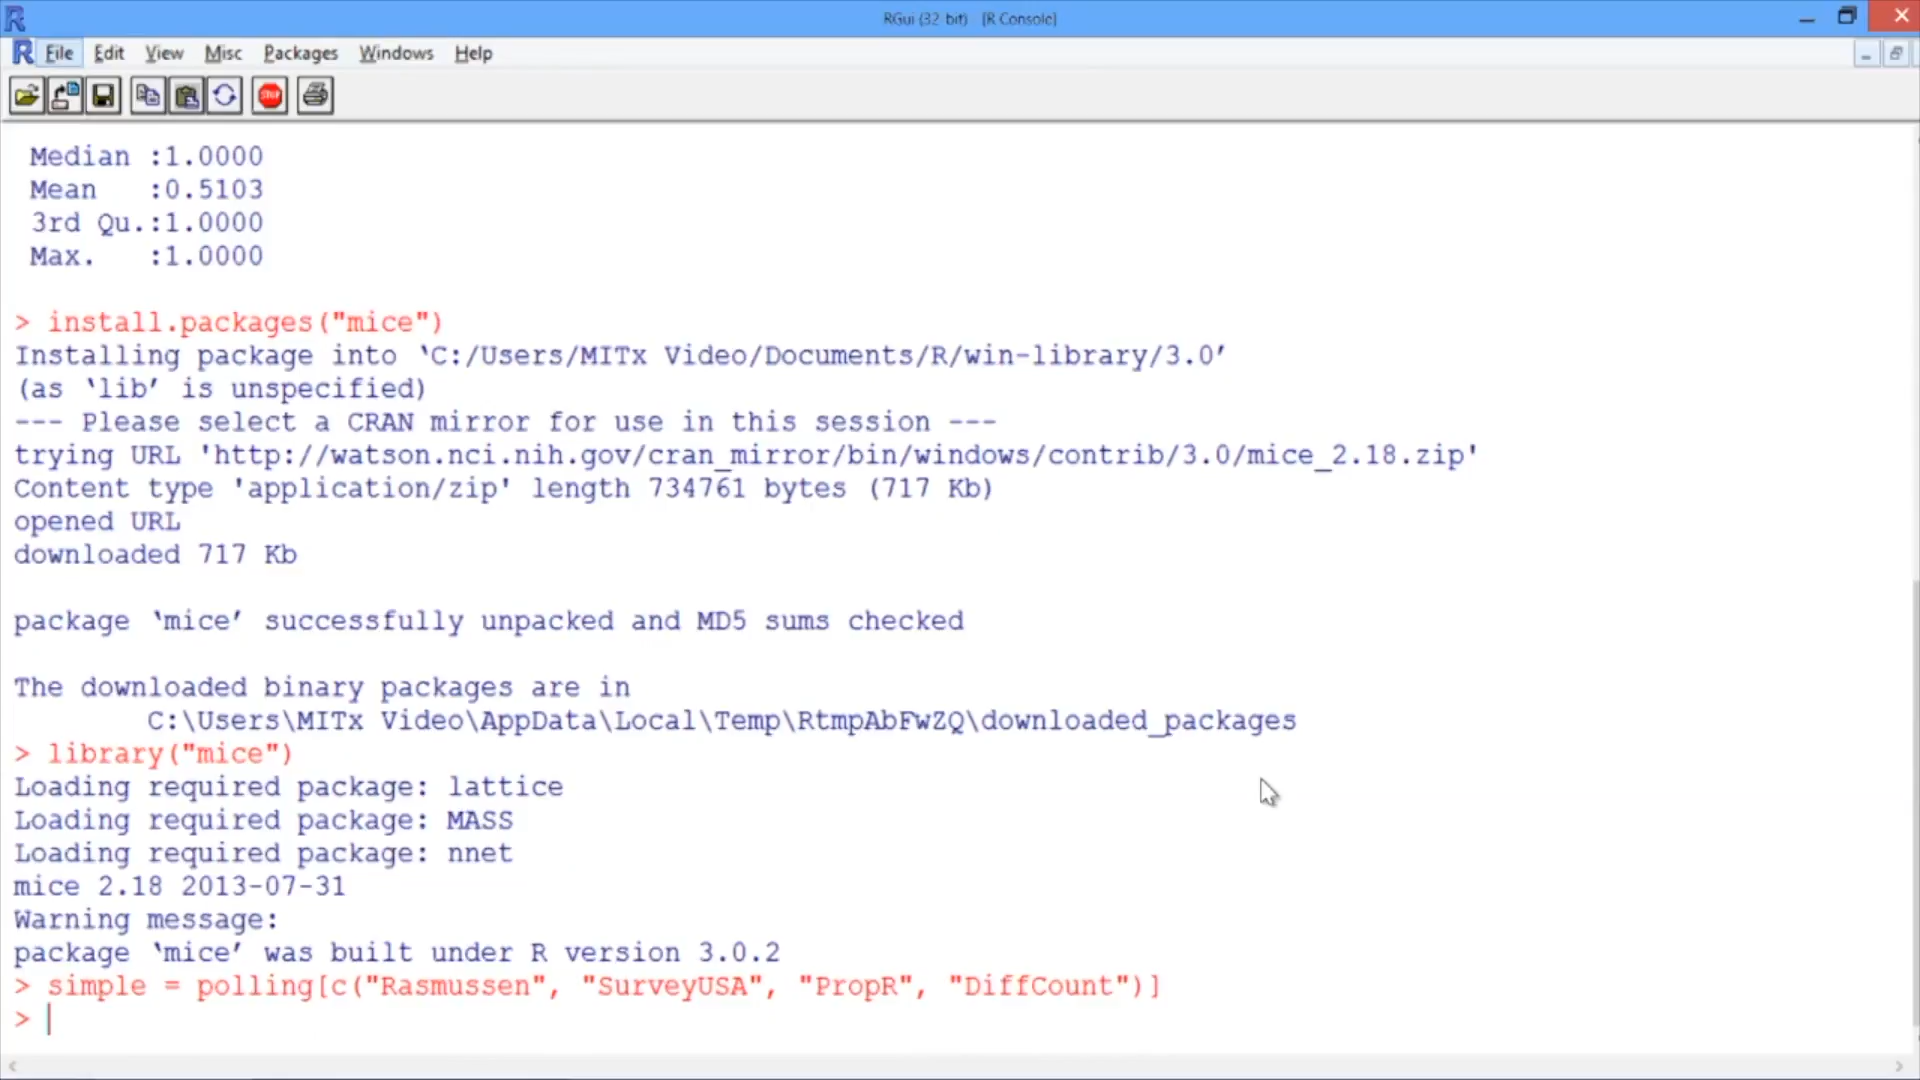 RGui (32 bit) [R Console]
File Edit View Misc Packages Windows Help
STOP
Median :1.0000
Mean   :0.5103
3rd Qu.:1.0000
Max.   :1.0000
> install.packages("mice")
Installing package into ‘C:/Users/MITx Video/Documents/R/win-library/3.0’
(as ‘lib’ is unspecified)
--- Please select a CRAN mirror for use in this session ---
trying URL 'http://watson.nci.nih.gov/cran_mirror/bin/windows/contrib/3.0/mice_2.18.zip'
Content type 'application/zip' length 734761 bytes (717 Kb)
opened URL
downloaded 717 Kb
package ‘mice’ successfully unpacked and MD5 sums checked
The downloaded binary packages are in
C:\Users\MITx Video\AppData\Local\Temp\RtmpAbFwZQ\downloaded_packages
> library("mice")
Loading required package: lattice
Loading required package: MASS
Loading required package: nnet
mice 2.18 2013-07-31
Warning message:
package ‘mice’ was built under R version 3.0.2
> simple = polling[c("Rasmussen", "SurveyUSA", "PropR", "DiffCount")]
>